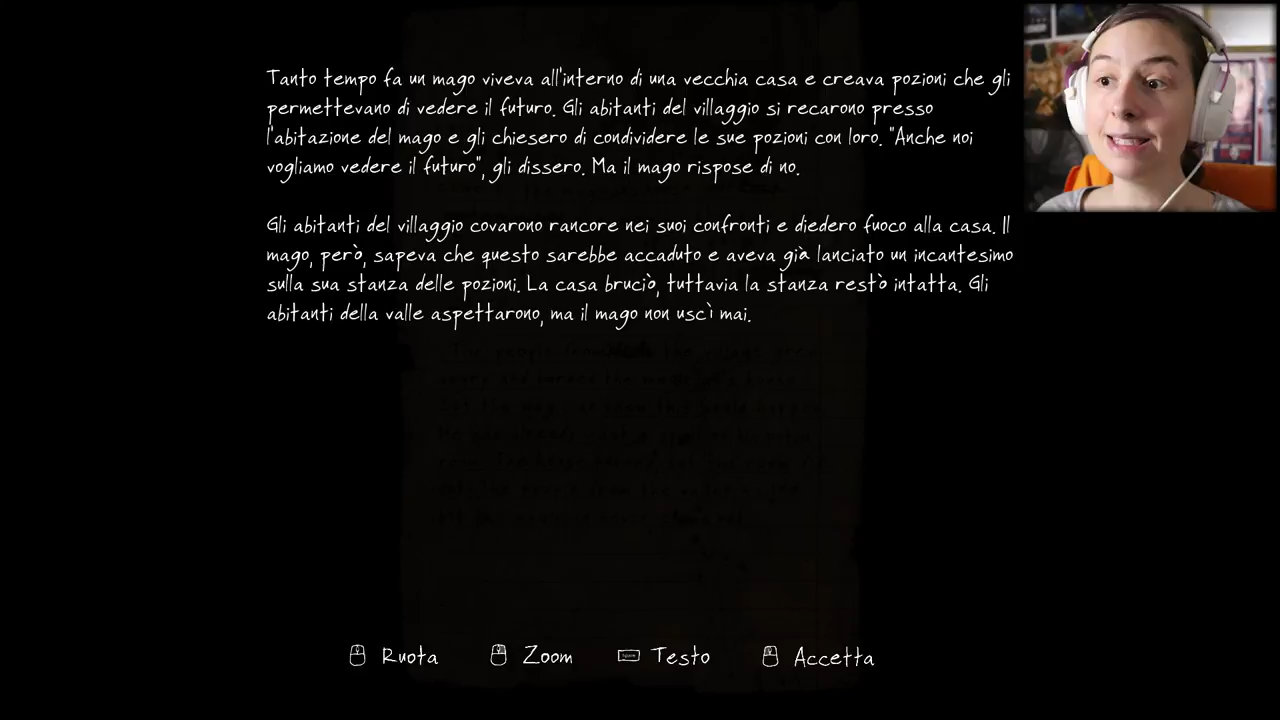 Tanto tempo fa un mago viveva all'interno di una vecchia casa e creava pozioni che gli
permettevano di vedere il futuro. Gli abitanti del villaggio si recarono presso
l'abitazione del mago e gli chiesero di condividere le sue pozioni con loro. "Anche noi
vogliamo vedere il futuro", gli dissero. Ma il mago rispose di no.
Gli abitanti del villaggio covarono rancore nei suoi confronti e diedero fuoco alla casa. Il
mago, però, sapeva che questo sarebbe accaduto e aveva già lanciato un incantesimo
sulla sua stanza delle pozioni. La casa bruciò, tuttavia la stanza restò intatta. Gli
abitanti della valle aspettarono, ma il mago non uscì mai.
Ruota Zoom Testo Accetta